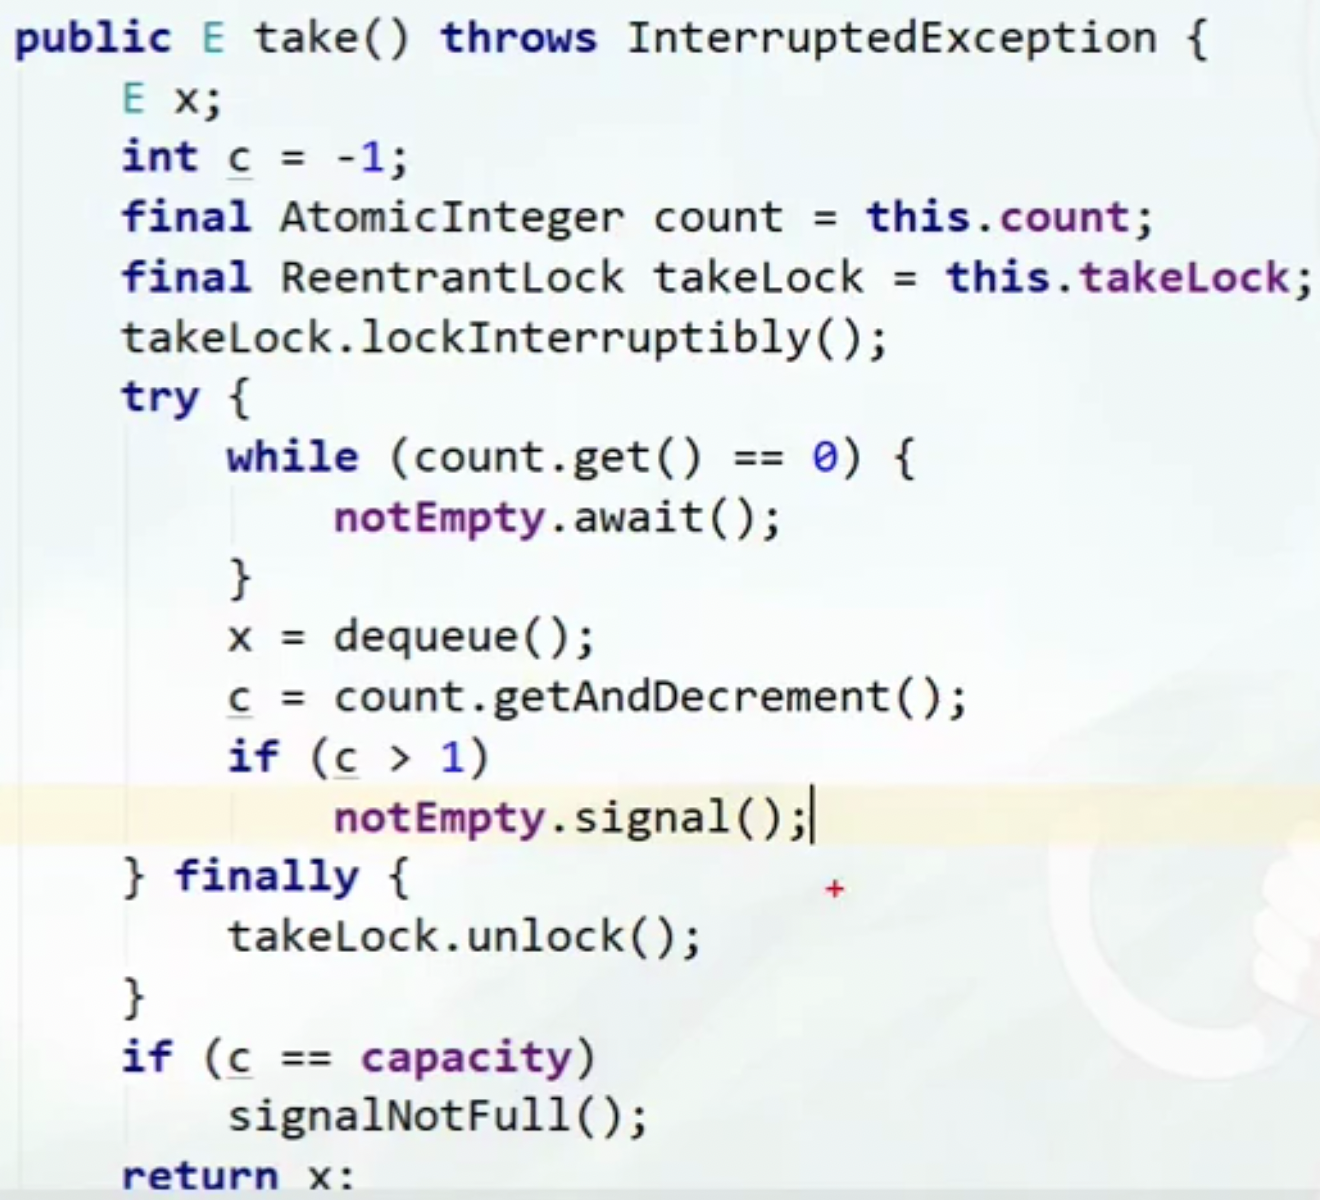 public E take() throws InterruptedException {
E x;
int c = -1;
final AtomicInteger count = this.count;
final ReentrantLock takeLock = this.takeLock;
takeLock.lockInterruptibly();
try {
while (count.get() == 0) {
notEmpty.await();
}
x = dequeue();
c = count.getAndDecrement();
if (c > 1)
notEmpty.signal();
} finally {
takeLock.unlock();
}
if (c == capacity)
signalNotFull();
return x: